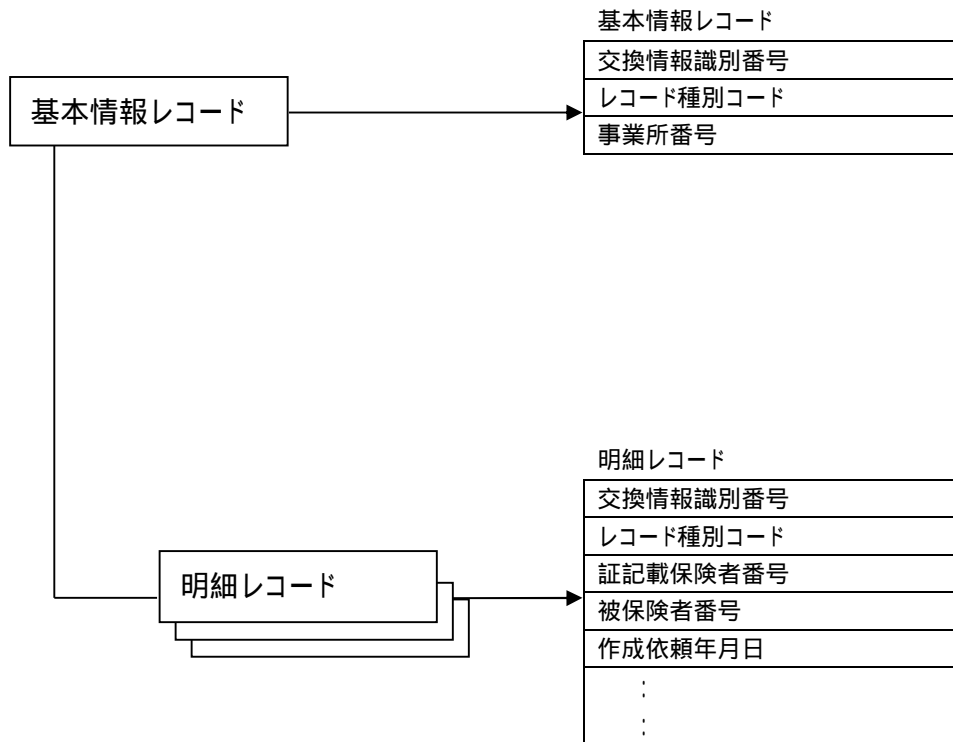 基本情報レコード
交換情報識別番号
レコード種別コード
事業所番号
基本情報レコード
明細レコード
交換情報識別番号
レコード種別コード
証記載保険者番号
被保険者番号
作成依頼年月日
:
:
明細レコード